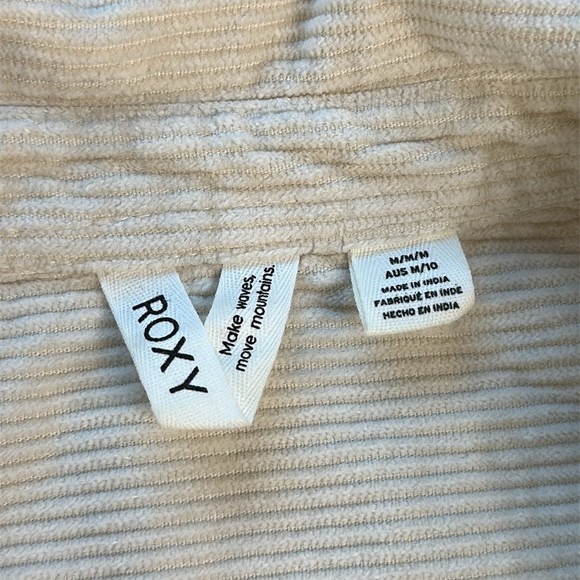 ROXY
Make waves,
move mountains.
M/M/M
AUS M/10
MADE IN INDIA
FABRIQUÉ EN INDE
HECHO EN INDIA